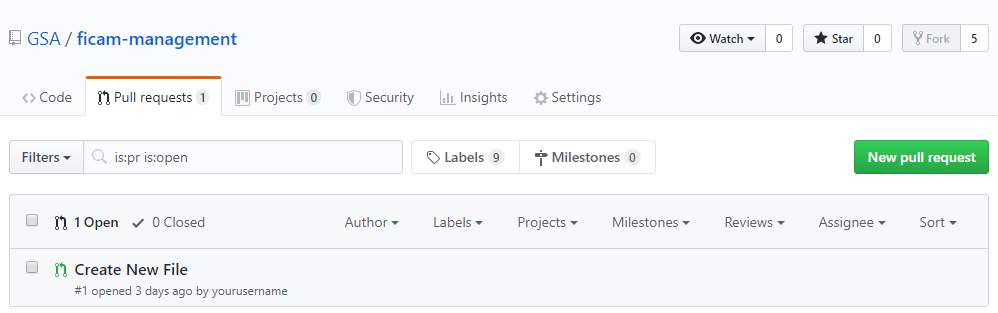 GSA / ficam-management
Watch 0 Star 0 Fork 5
Code Pull requests 1 Projects 0 Security Insights Settings
Filters is:pr is:open Labels 9 Milestones 0 New pull request
1 Open 0 Closed Author Labels Projects Milestones Reviews Assignee Sort
Create New File
#1 opened 3 days ago by yourusername